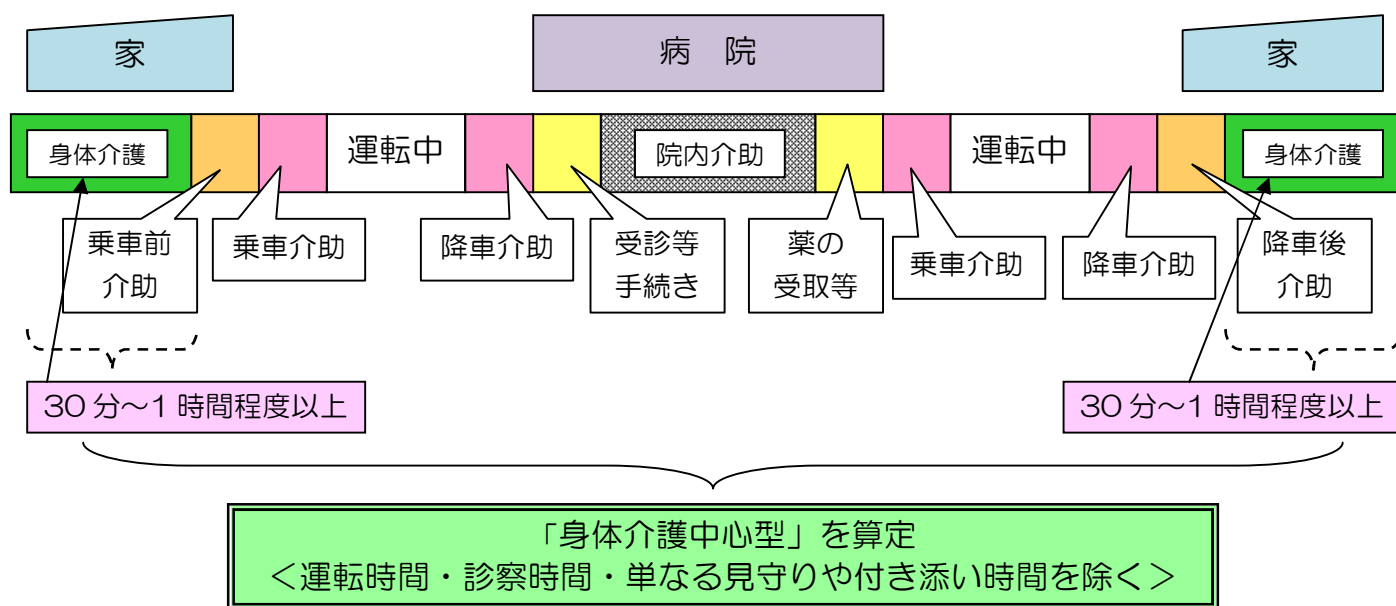 家
病　院
家
身体介護
運転中
院内介助
運転中
身体介護
乗車前
介助
乗車介助
降車介助
受診等
手続き
薬の
受取等
乗車介助
降車介助
降車後
介助
30分～1時間程度以上
30分～1時間程度以上
「身体介護中心型」を算定
＜運転時間・診察時間・単なる見守りや付き添い時間を除く＞